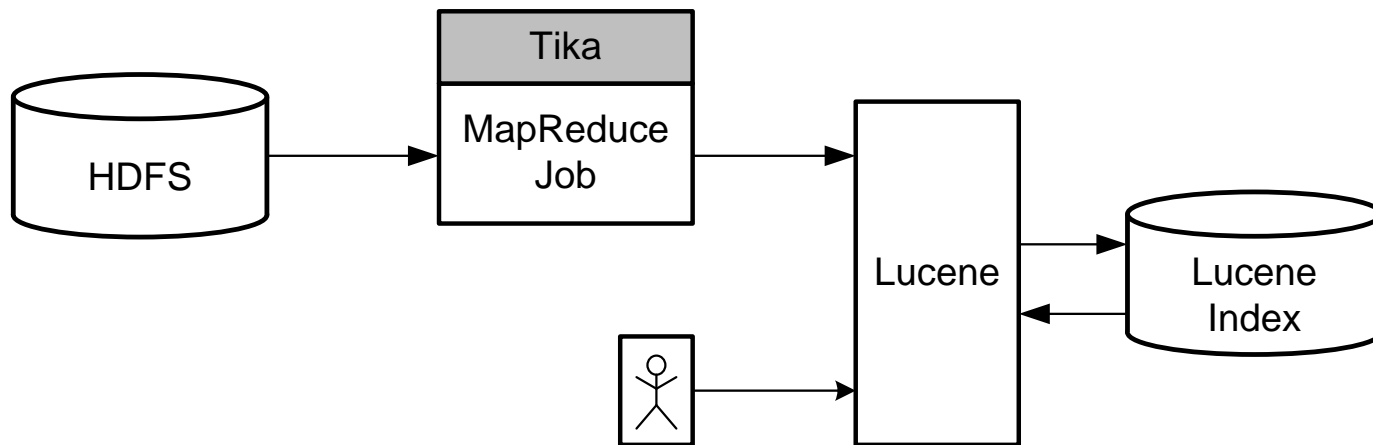 Tika
MapReduce
Job
HDFS
Lucene
Lucene
Index